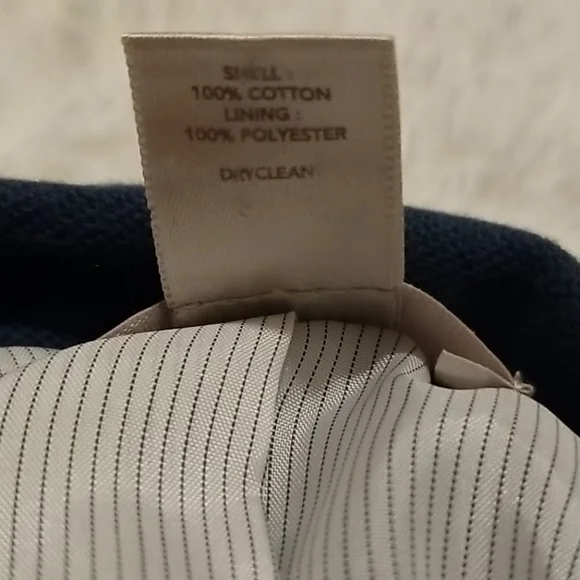 SHELL :
100% COTTON
LINING :
100% POLYESTER
DRYCLEAN